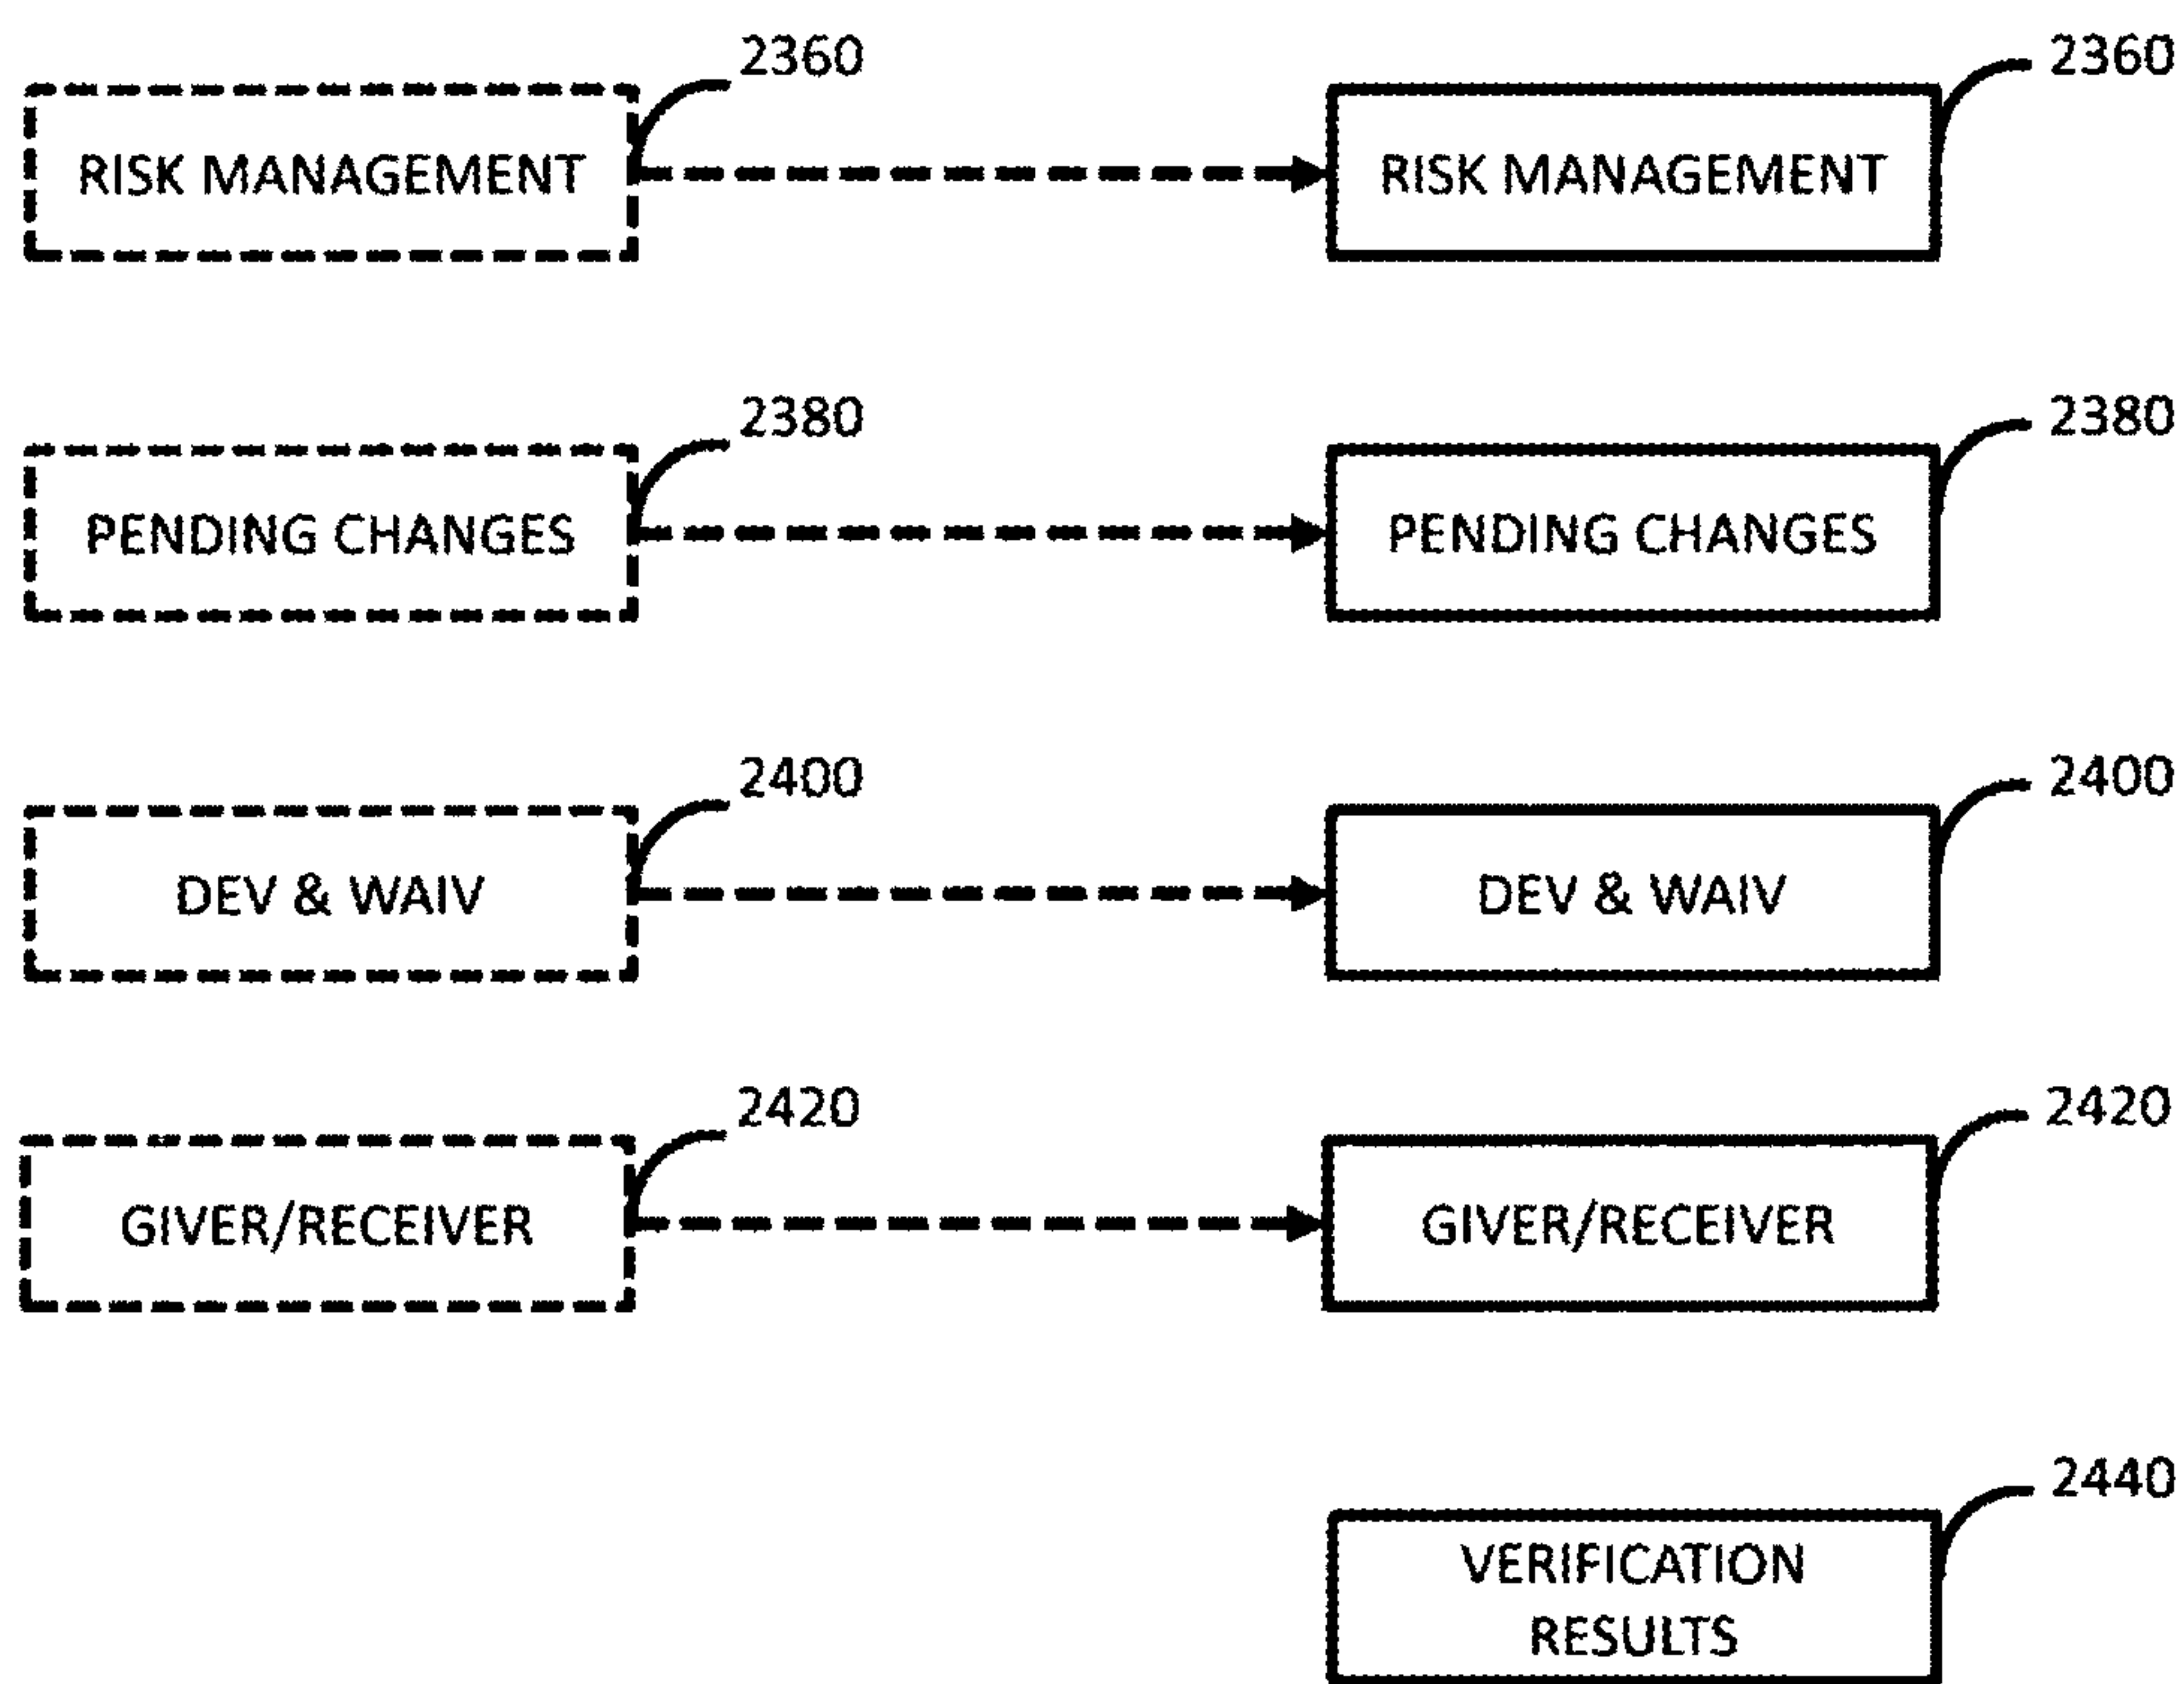 2360
2360
RISK MANAGEMENT
RISK MANAGEMENT
2380
2380
PENDING CHANGES
PENDING CHANGES
2400
2400
DEV & WAIV
DEV & WAIV
2420
2420
GIVER/RECEIVER
GIVER/RECEIVER
2440
VERIFICATION
RESULTS